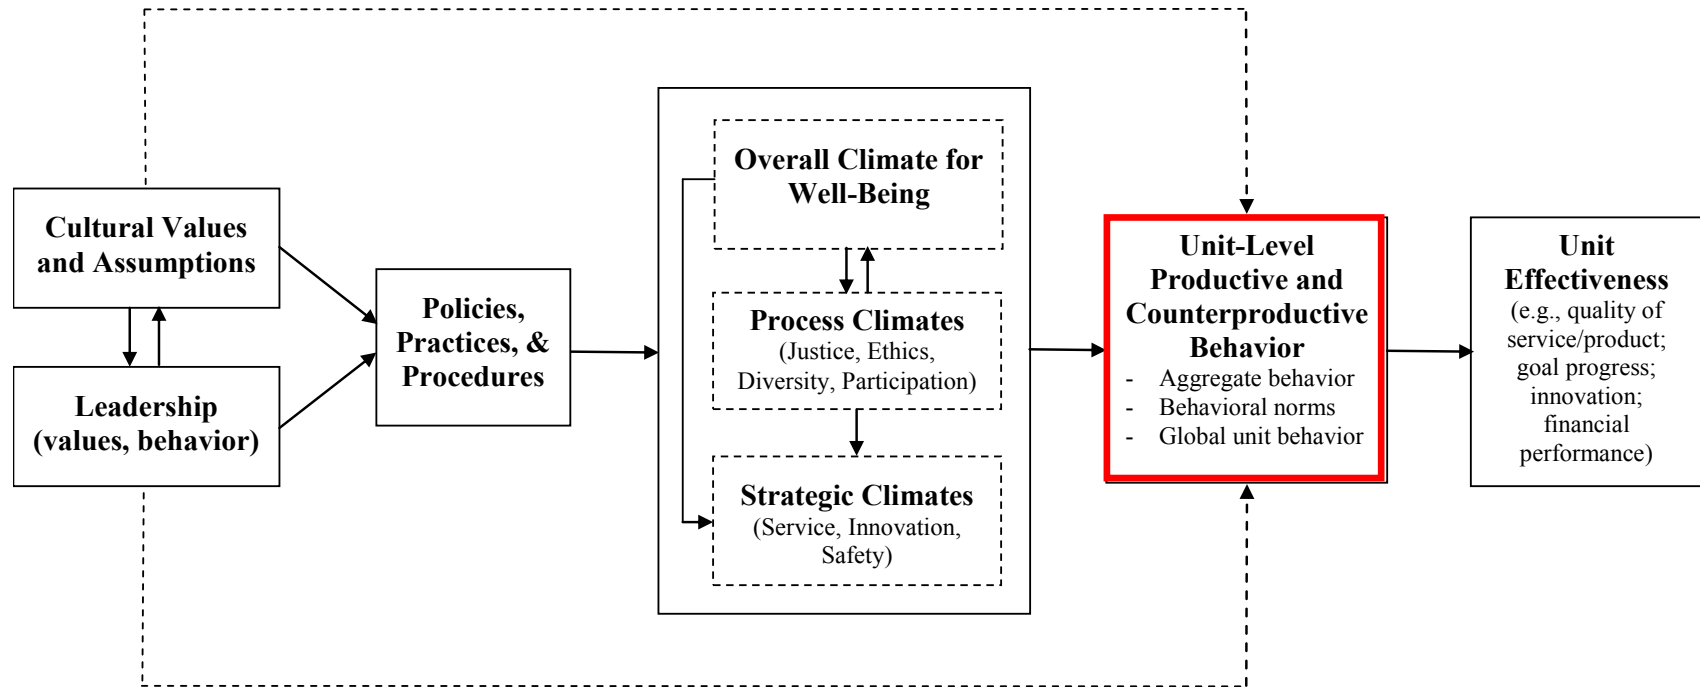 Cultural Values
and Assumptions
Leadership
(values, behavior)
Policies,
Practices, &
Procedures
Overall Climate for
Well-Being
Process Climates
(Justice, Ethics,
Diversity, Participation)
Strategic Climates
(Service, Innovation,
Safety)
Unit-Level
Productive and
Counterproductive
Behavior
- Aggregate behavior
- Behavioral norms
- Global unit behavior
Unit
Effectiveness
(e.g., quality of
service/product;
goal progress;
innovation;
financial
performance)